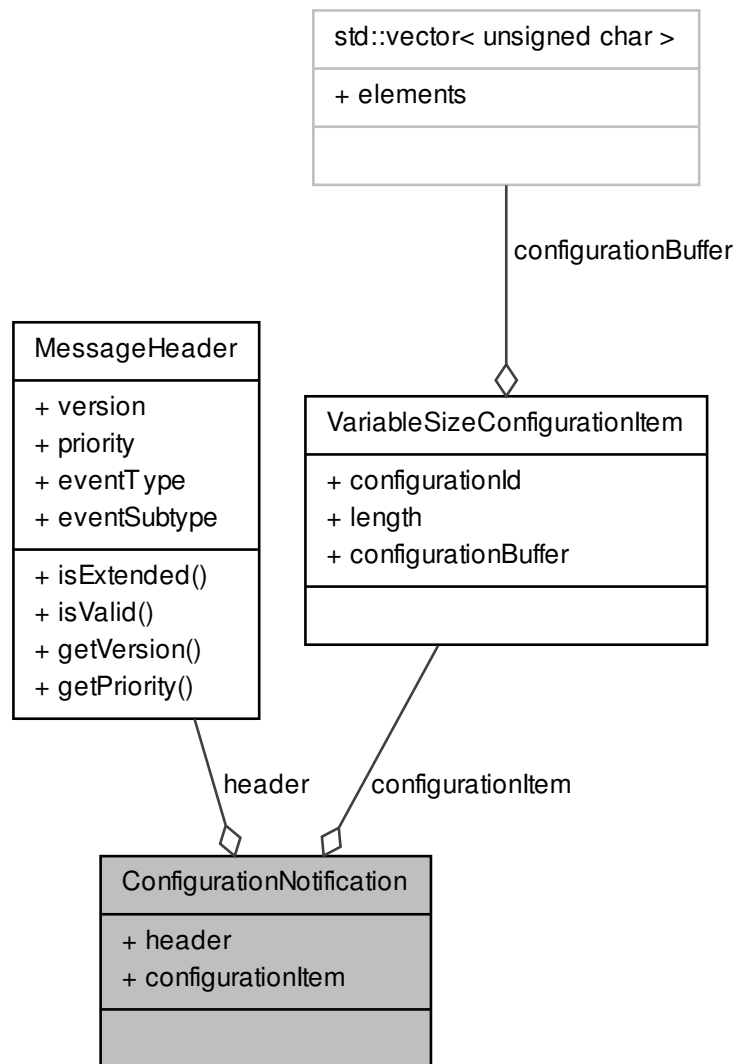 std::vector< unsigned char >
+ elements
configurationBuffer
MessageHeader
+ version
+ priority
+ eventType
+ eventSubtype
+ isExtended()
+ isValid()
+ getVersion()
+ getPriority()
VariableSizeConfigurationItem
+ configurationId
+ length
+ configurationBuffer
header
configurationItem
ConfigurationNotification
+ header
+ configurationItem